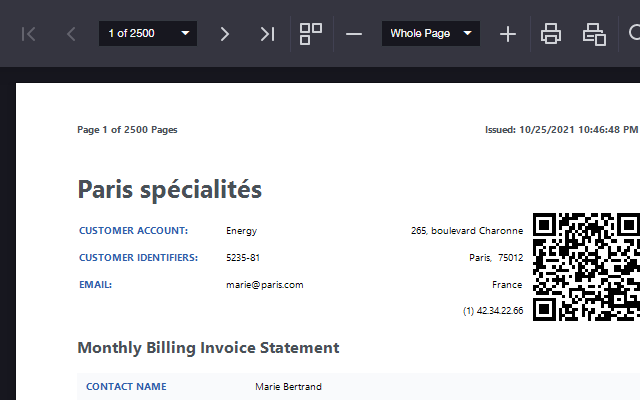 1 of 2500 Whole Page
Page 1 of 2500 Pages Issued: 10/25/2021 10:46:48 PM
Paris spécialités
CUSTOMER ACCOUNT: Energy 265, boulevard Charonne
CUSTOMER IDENTIFIERS: 5235-81 Paris, 75012
EMAIL: marie@paris.com France
(1) 42.34.22.66
Monthly Billing Invoice Statement
CONTACT NAME Marie Bertrand